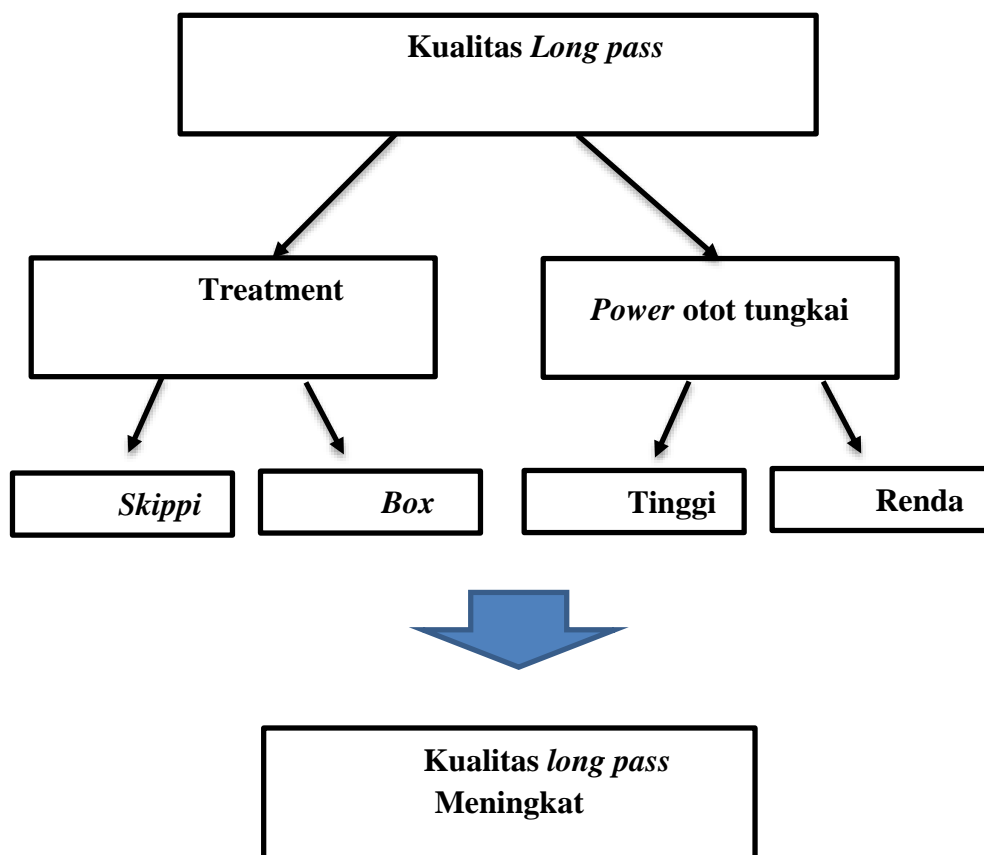 Kualitas Long pass
Treatment
Power otot tungkai
Skippi
Box
Tinggi
Renda
Kualitas long pass
Meningkat